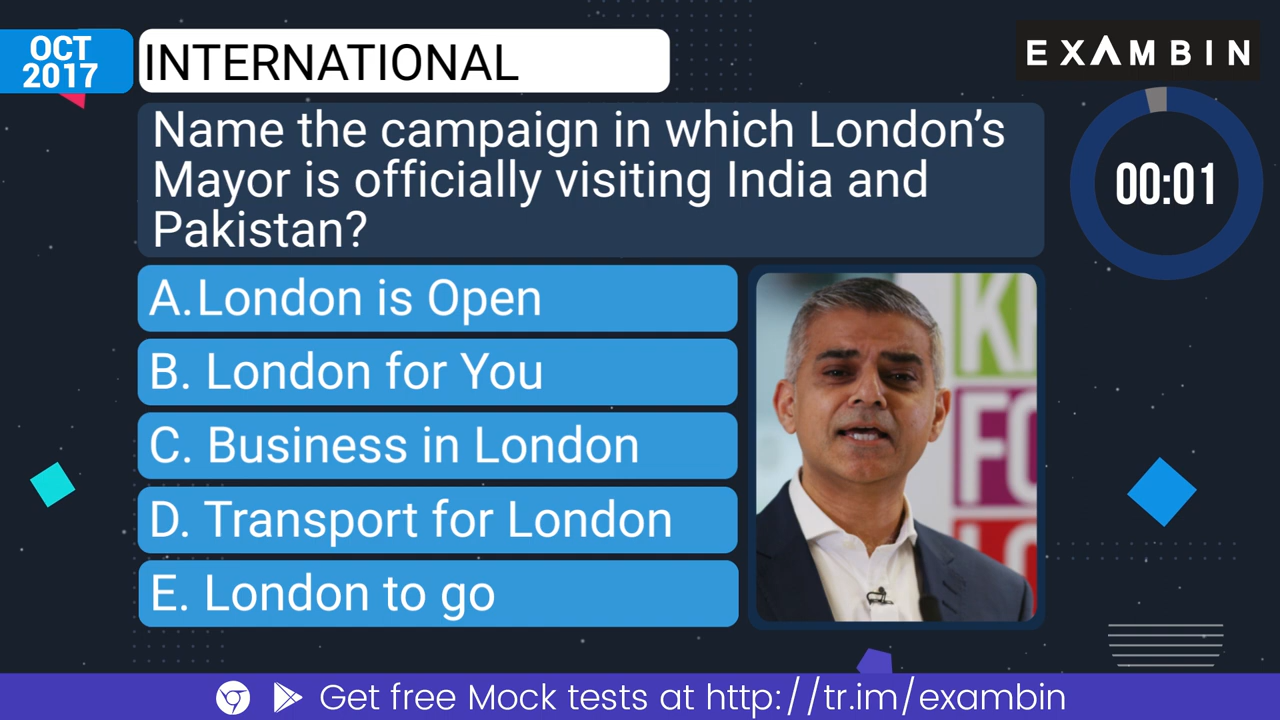 OCT
2017
INTERNATIONAL
EXAMBIN
Name the campaign in which London’s
Mayor is officially visiting India and
Pakistan?
00:01
A.London is Open
B. London for You
C. Business in London
D. Transport for London
E. London to go
FO
Get free Mock tests at http://tr.im/exambin